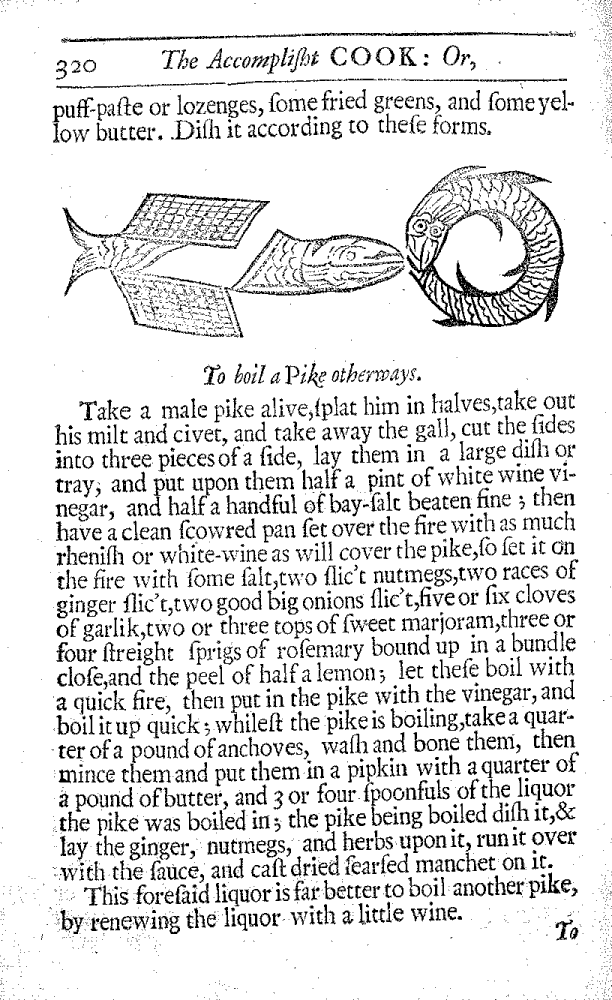 320 The Accompliſht COOK: Or,
puff-paſte or lozenges, ſome fried greens, and ſome yel-
low butter. Diſh it according to theſe forms.
To boil a Pike otherways.
Take a male pike alive, ſplat him in halves, take out
his milt and civet, and take away the gall, cut the ſides
into three pieces of a ſide, lay them in a large diſh or
tray, and put upon them half a pint of white wine vi-
negar, and half a handful of bay-ſalt beaten fine; then
have a clean ſcowred pan ſet over the fire with as much
rheniſh or white-wine as will cover the pike, ſo ſet it on
the fire with ſome ſalt, two ſlic't nutmegs, two races of
ginger ſlic't, two good big onions ſlic't, five or ſix cloves
of garlik, two or three tops of ſweet marjoram, three or
four ſtreight ſprigs of roſemary bound up in a bundle
cloſe, and the peel of half a lemon; let theſe boil with
a quick fire, then put in the pike with the vinegar, and
boil it up quick; whileſt the pike is boiling, take a quar-
ter of a pound of anchoves, waſh and bone them, then
mince them and put them in a pipkin with a quarter of
a pound of butter, and 3 or four ſpoonfuls of the liquor
the pike was boiled in; the pike being boiled diſh it, &
lay the ginger, nutmegs, and herbs upon it, run it over
with the ſauce, and caſt dried ſearſed manchet on it.
This foreſaid liquor is far better to boil another pike,
by renewing the liquor with a little wine.
To